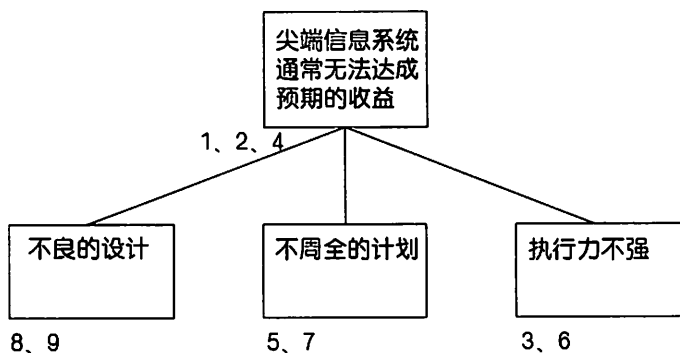 尖端信息系统
通常无法达成
预期的收益
1、2、4
不良的设计
不周全的计划
执行力不强
8、9
5、7
3、6